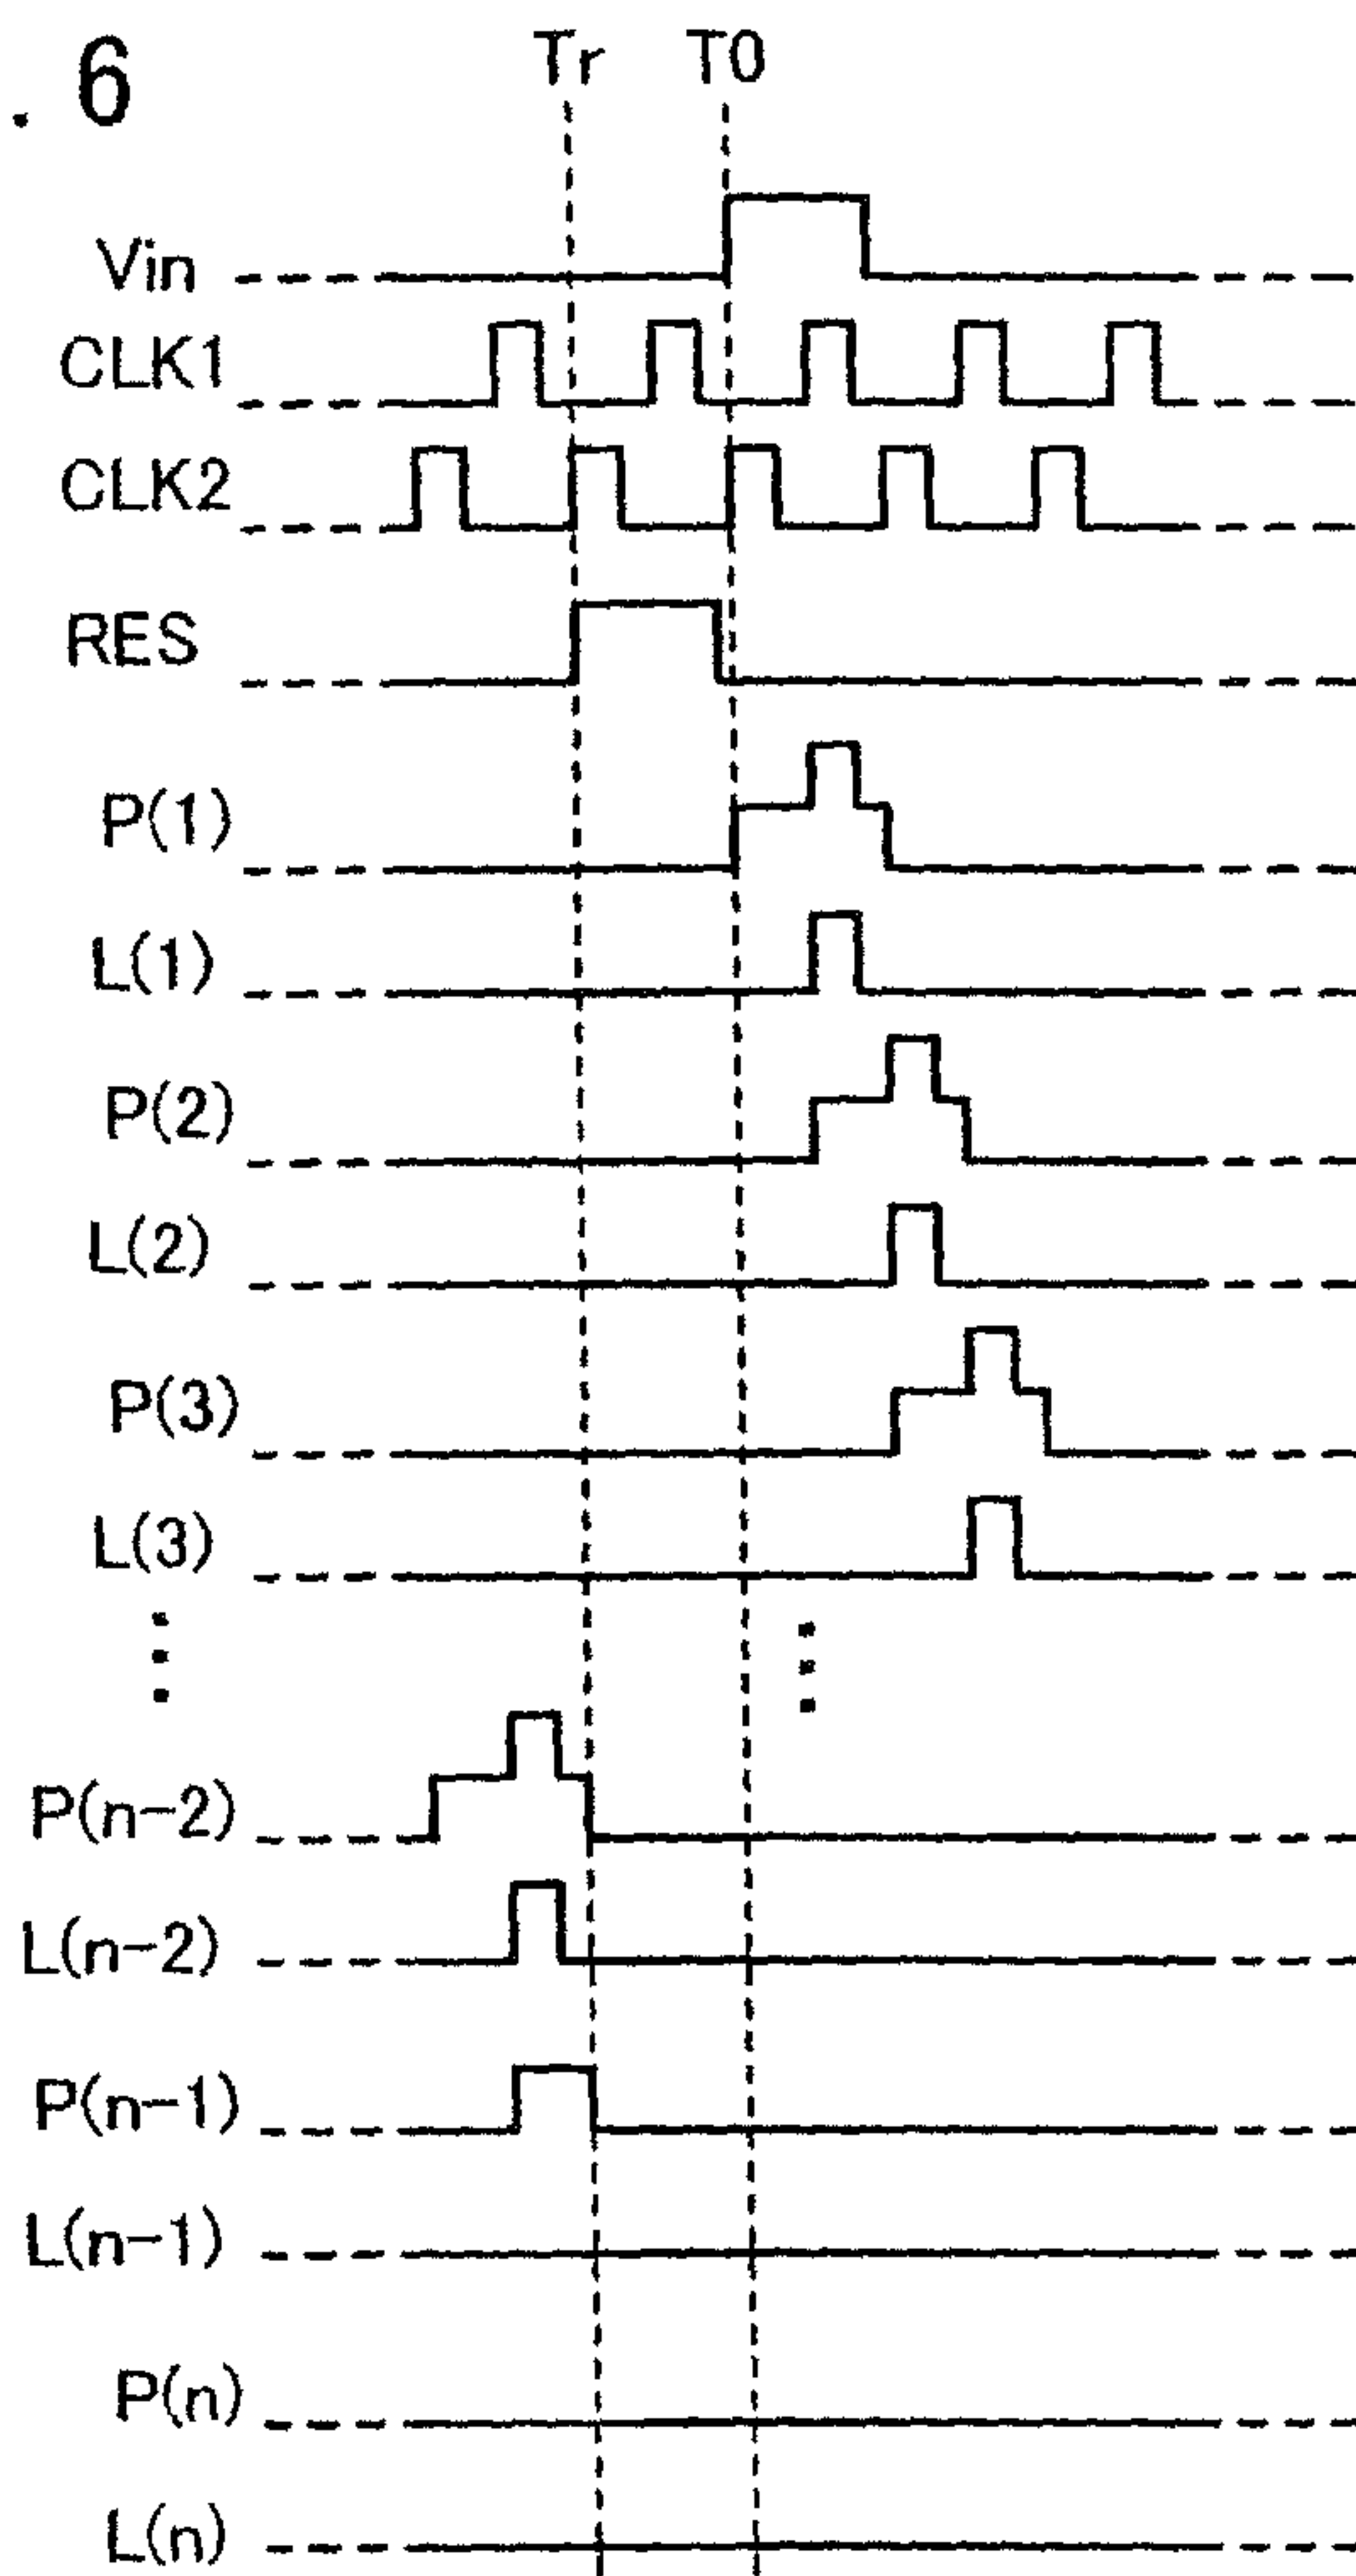 . 6
Tr T0
Vin
CLK1
CLK2
RES
P(1)
L(1)
P(2)
L(2)
P(3)
L(3)
P(n-2)
L(n-2)
P(n-1)
L(n-1)
P(n)
L(n)